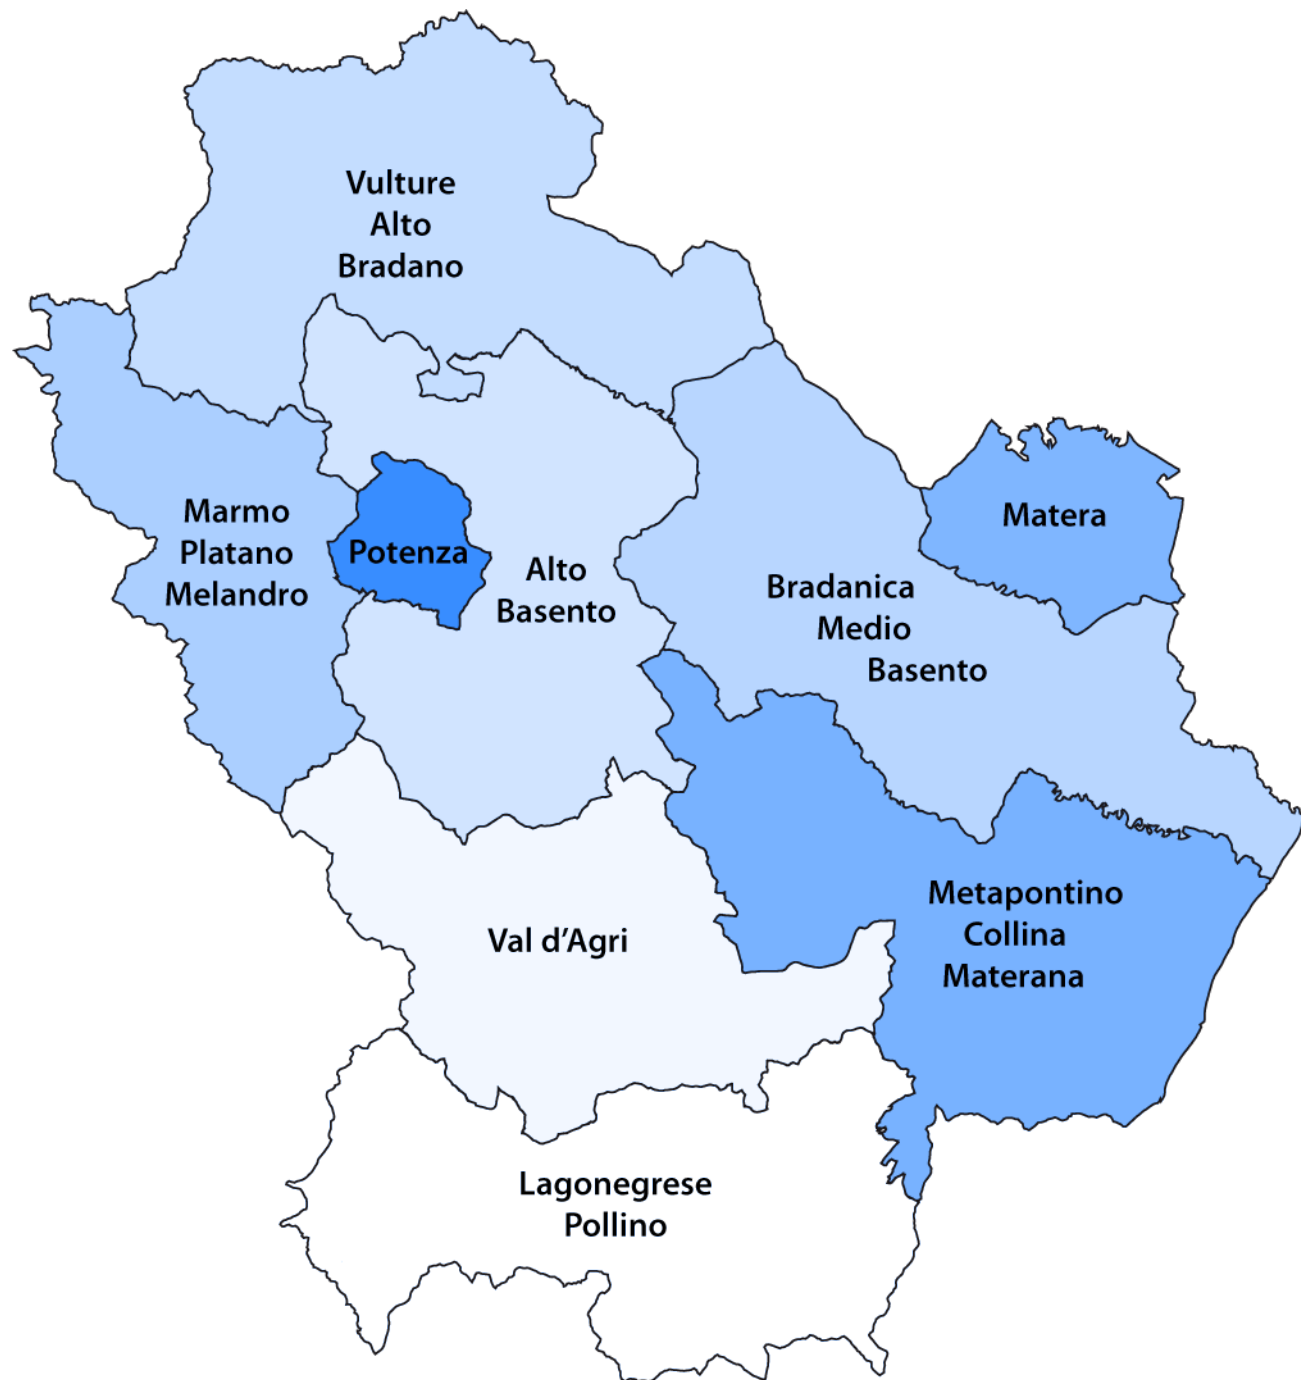 Vulture
Alto
Bradano
Marmo
Platano
Melandro
Potenza
Alto
Basento
Matera
Bradanica
Medio
Basento
Metapontino
Collina
Materana
Val d’Agri
Lagonegrese
Pollino